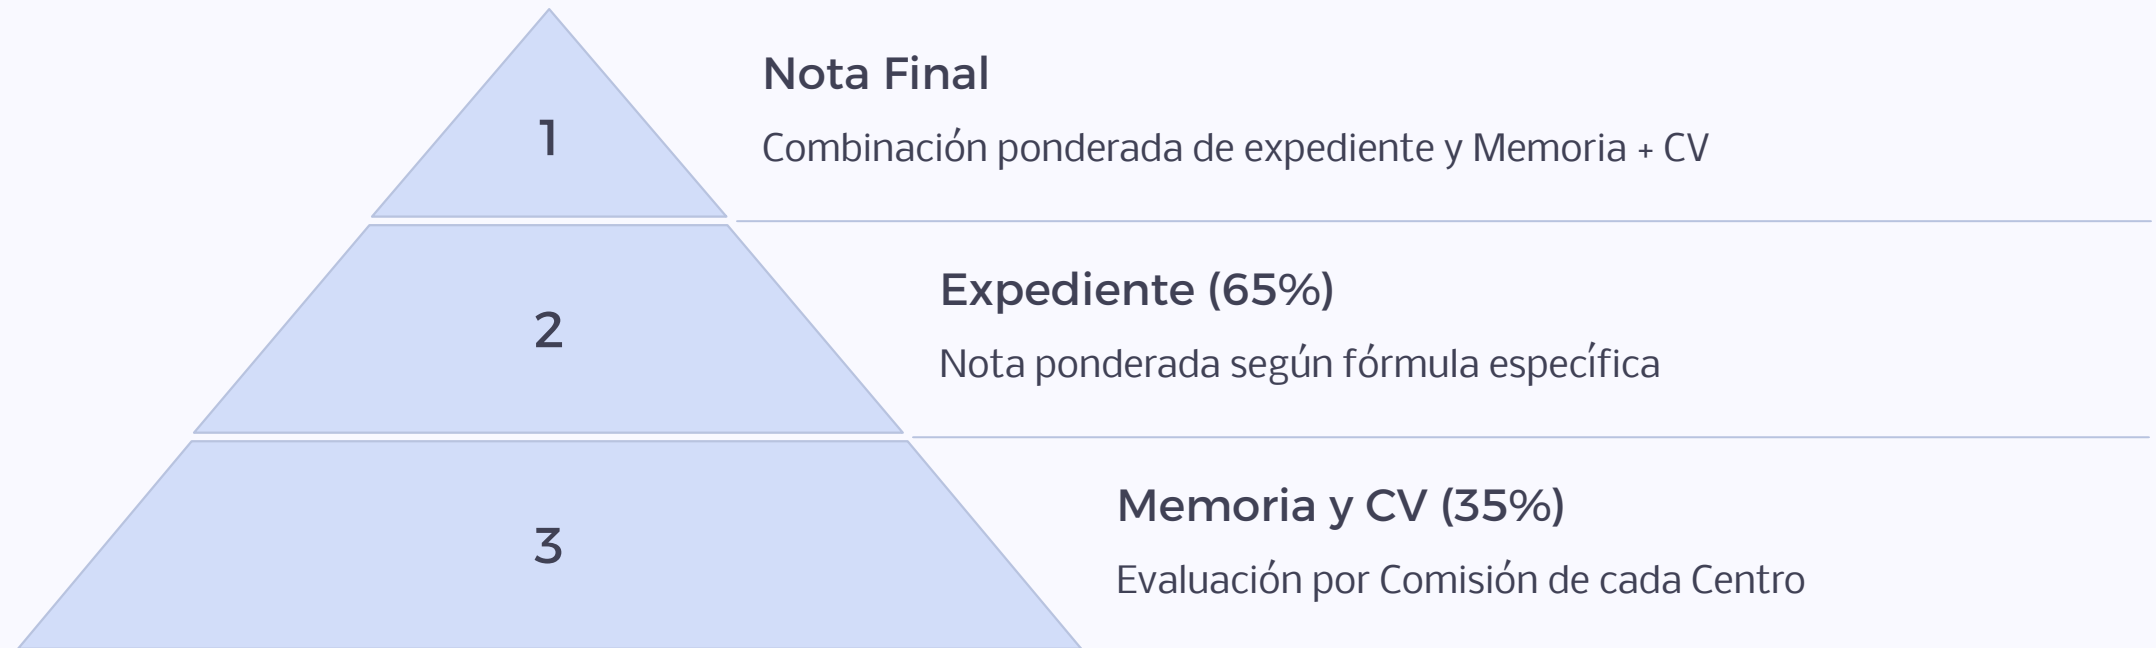 1
Nota Final
Combinación ponderada de expediente y Memoria + CV
2
Expediente (65%)
Nota ponderada según fórmula específica
3
Memoria y CV (35%)
Evaluación por Comisión de cada Centro